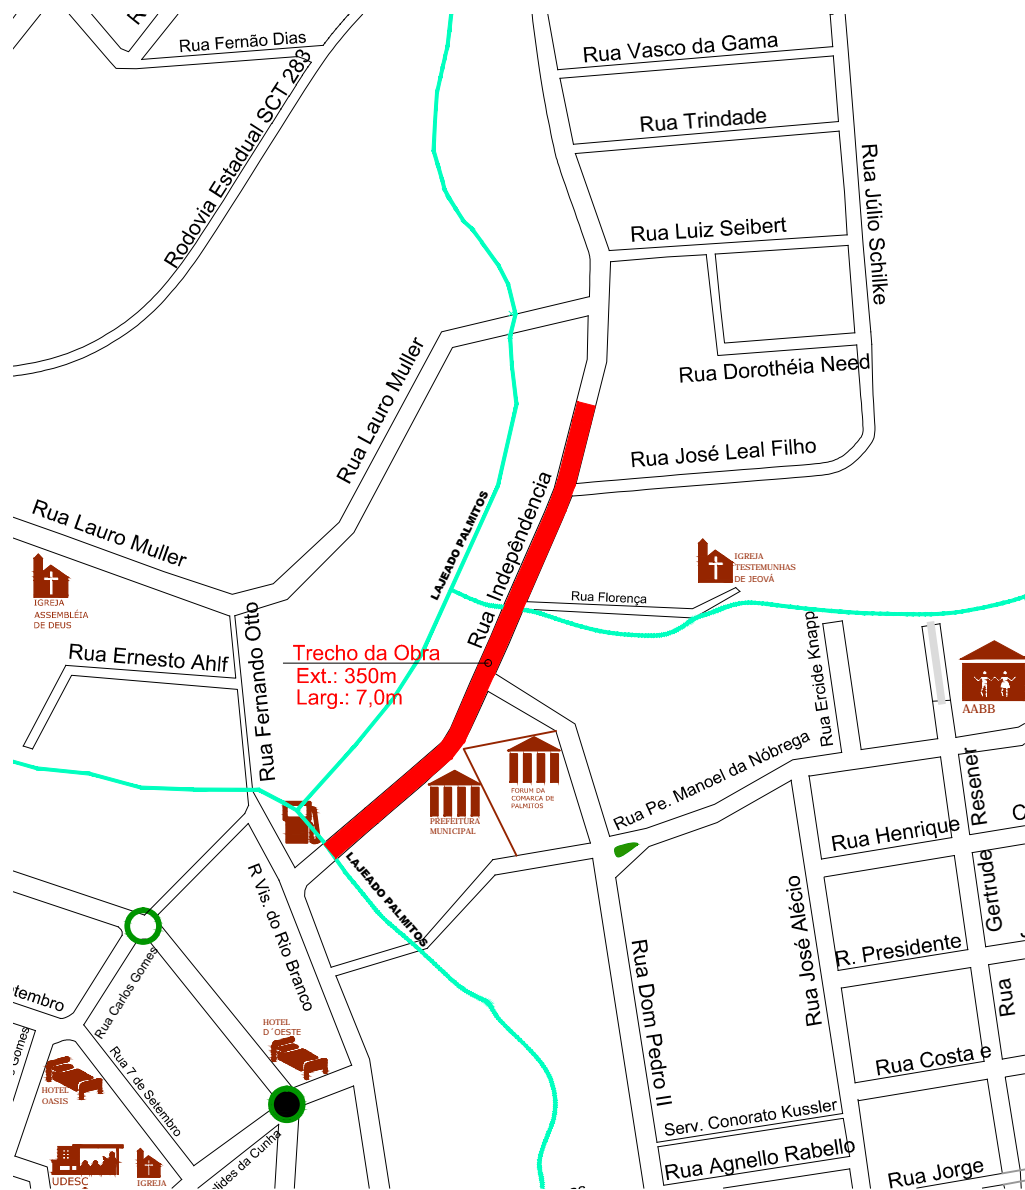 Rua Fernão Dias
Rua Vasco da Gama
Rodovia Estadual SCT 283
Rua Trindade
Rua Júlio Schilke
Rua Luiz Seibert
Rua Lauro Muller
Rua Dorothéia Need
Rua José Leal Filho
Rua Lauro Muller
LAJEADO PALMITOS
Rua Indepêndencia
IGREJA
TESTEMUNHAS
DE JEOVÁ
IGREJA
ASSEMBLÉIA
DE DEUS
Rua Florença
Rua Ernesto Ahlf
Rua Fernando Otto
Trecho da Obra
Ext.: 350m
Larg.: 7,0m
Rua Ercide Knapp
AABB
Rua Pe. Manoel da Nóbrega
FORUM DA
COMARCA DE
PALMITOS
PREFEITURA
MUNICIPAL
Resener
Rua Henrique
LAJEADO PALMITOS
R Vis. do Rio Branco
Gertrude
Rua José Alécio
R. Presidente
Rua Dom Pedro II
Rua Carlos Gomes
etembro
Rua
HOTEL
D´OESTE
Gomes
Rua 7 de Setembro
HOTEL
OASIS
Rua Costa e
Serv. Conorato Kussler
lides da Cunha
Rua Agnello Rabello
UDESC
IGREJA
Rua Jorge